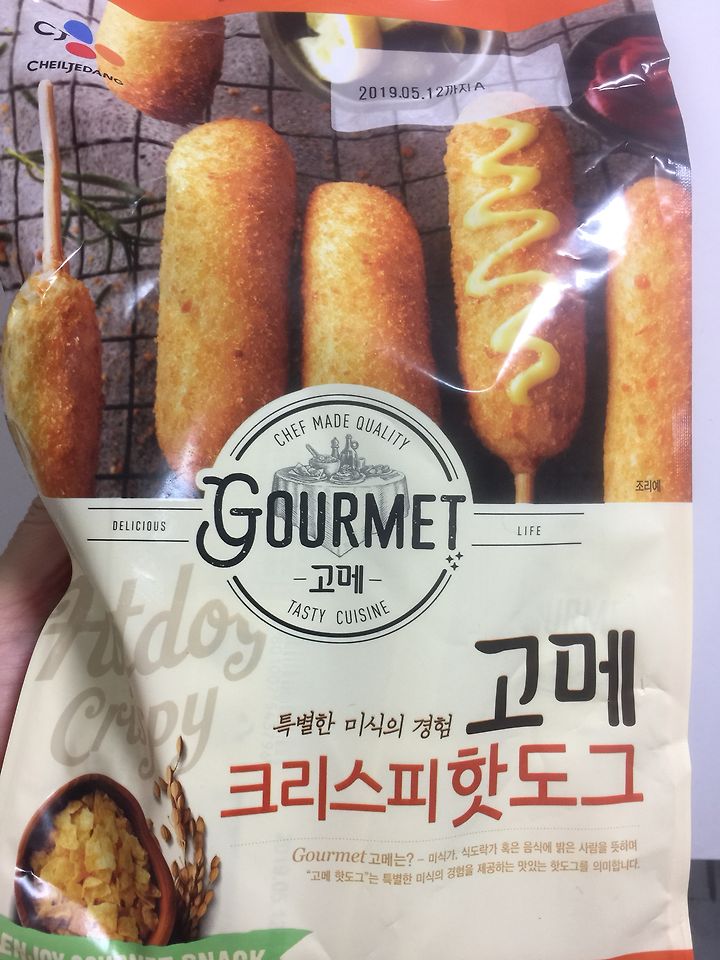 CJ
CHEILJEDANG
2019.05.12까지 A
조리예
CHEF MADE QUALITY
DELICIOUS
GOURMET
LIFE
-고메-
TASTY CUISINE
Hotdog
Crispy
특별한 미식의 경험
고메
크리스피핫도그
Gourmet 고메는? - 미식가, 식도락가 혹은 음식에 밝은 사람을 뜻하며
"고메 핫도그"는 특별한 미식의 경험을 제공하는 맛있는 핫도그를 의미합니다.
ENJOY GOURMET SNACK